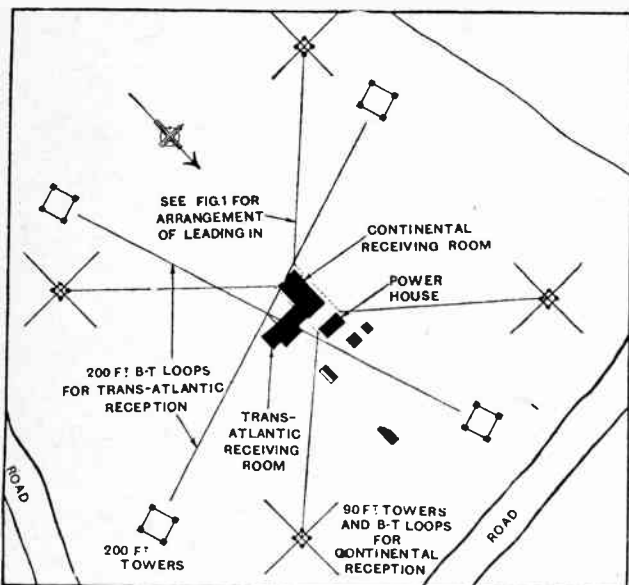 SEE FIG.1 FOR
ARRANGEMENT
OF LEADING IN
CONTINENTAL
RECEIVING ROOM
POWER
HOUSE
200 FT B-T LOOPS
FOR TRANS-ATLANTIC
RECEPTION
TRANS-
ATLANTIC
RECEIVING
ROOM
ROAD
200 FT
TOWERS
90 FT TOWERS
AND B-T LOOPS
FOR
CONTINENTAL
RECEPTION
ROAD